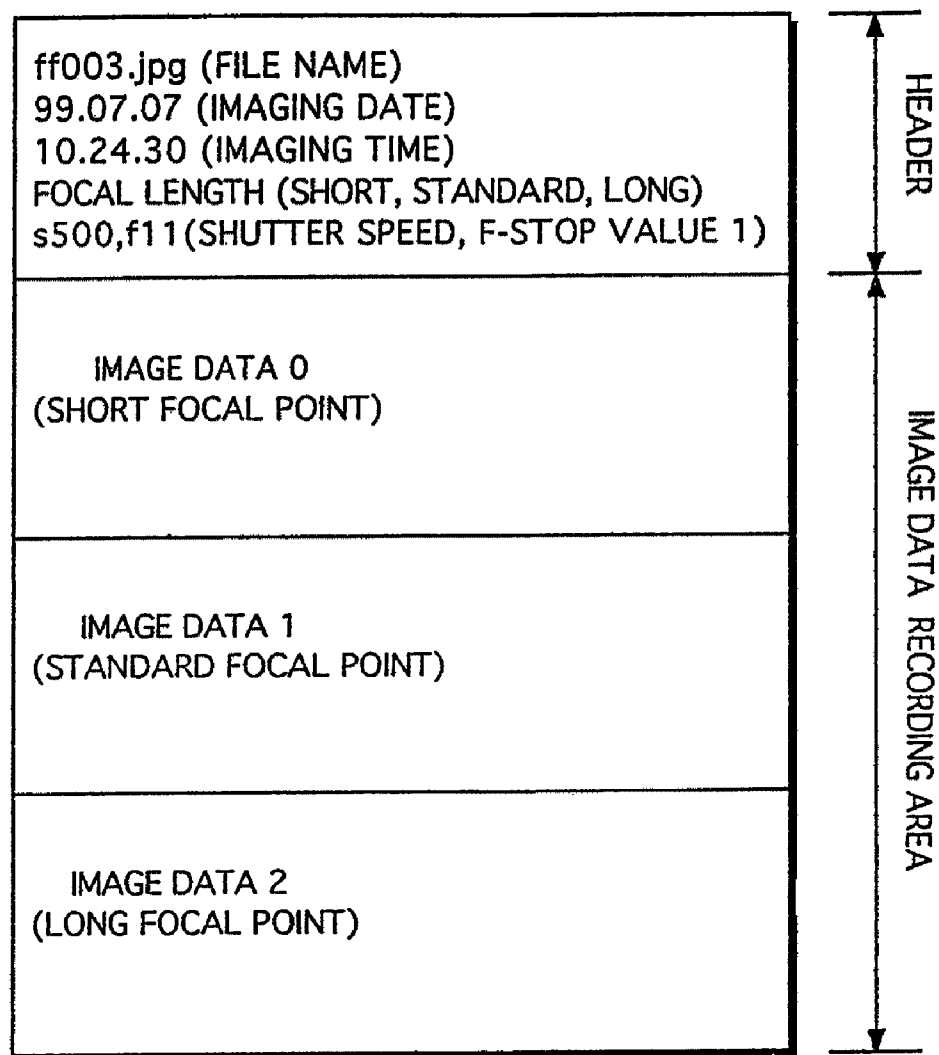 ff003.jpg (FILE NAME)
99.07.07 (IMAGING DATE)
10.24.30 (IMAGING TIME)
FOCAL LENGTH (SHORT, STANDARD, LONG)
s500,f11(SHUTTER SPEED, F-STOP VALUE 1)
HEADER
IMAGE DATA 0
(SHORT FOCAL POINT)
IMAGE DATA 1
(STANDARD FOCAL POINT)
IMAGE DATA 2
(LONG FOCAL POINT)
IMAGE DATA RECORDING AREA